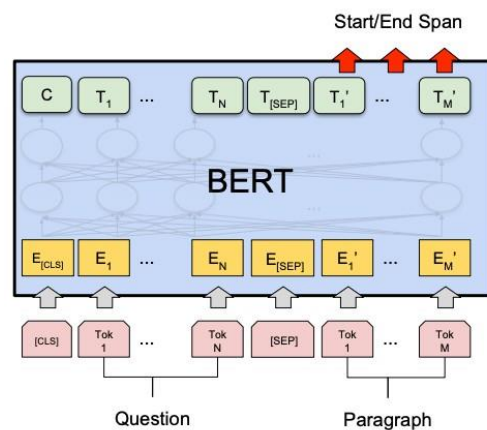 Start/End Span
C T1 ... TN T[SEP] T1' ... TM'
...
BERT
...
E[CLS] E1 ... EN E[SEP] E1' ... EM'
[CLS] Tok 1 ... Tok N [SEP] Tok 1 ... Tok M
Question Paragraph